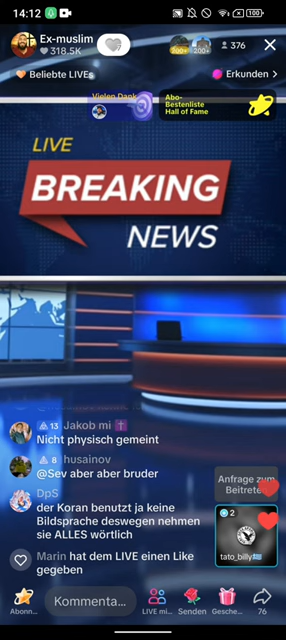 14:12
100
Ex-muslim
318.5K
200+
200+
376
Beliebte LIVEs
Erkunden
Vielen Dank
Abo-
Bestenliste
Hall of Fame
LIVE
BREAKING
NEWS
13 Jakob mi
Nicht physisch gemeint
8 husainov
@Sev aber aber bruder
DpS
der Koran benutzt ja keine
Bildsprache deswegen nehmen
sie ALLES wörtlich
Marin hat dem LIVE einen Like
gegeben
Anfrage zum
Beitreten
2
tato_billy
Abonn...
Kommenta...
LIVE mi...
Senden
Gesche...
76